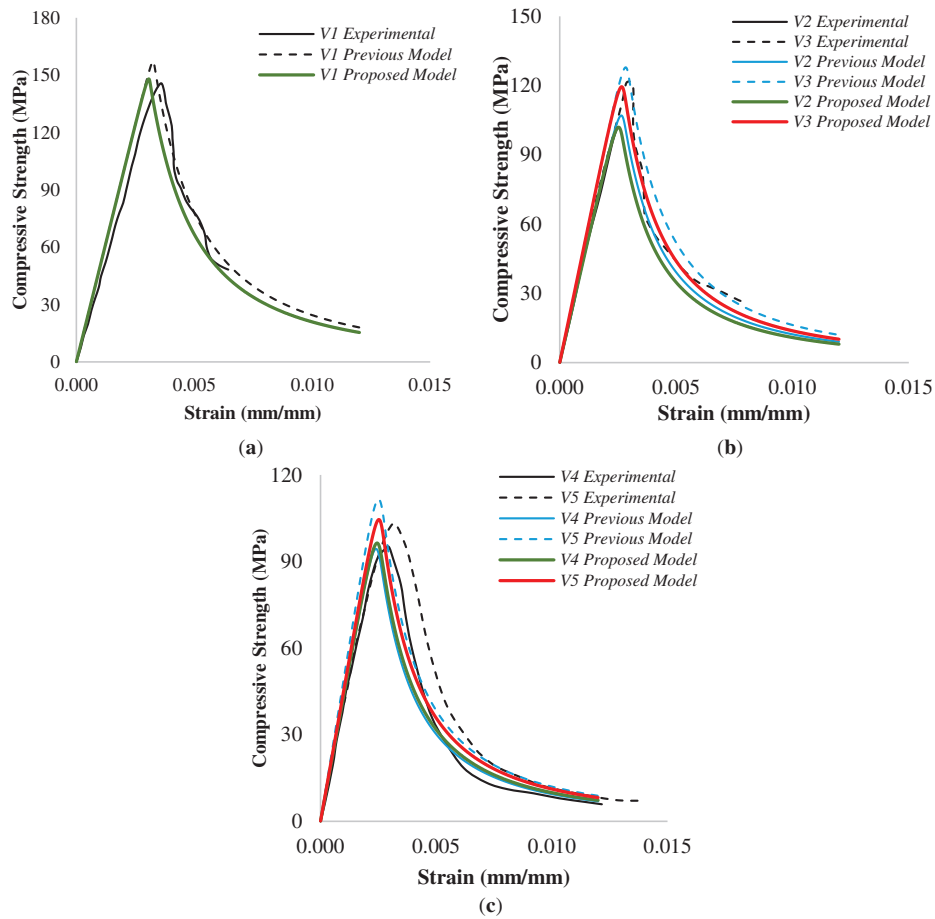 V1 Experimental
V1 Previous Model
V1 Proposed Model
Compressive Strength (MPa)
180
150
120
90
60
30
0
0.000 0.005 0.010 0.015
Strain (mm/mm)
(a)
V2 Experimental
V3 Experimental
V2 Previous Model
V3 Previous Model
V2 Proposed Model
V3 Proposed Model
Compressive Strength (MPa)
150
120
90
60
30
0
0.000 0.005 0.010 0.015
Strain (mm/mm)
(b)
V4 Experimental
V5 Experimental
V4 Previous Model
V5 Previous Model
V4 Proposed Model
V5 Proposed Model
Compressive Strength (MPa)
120
90
60
30
0
0.000 0.005 0.010 0.015
Strain (mm/mm)
(c)